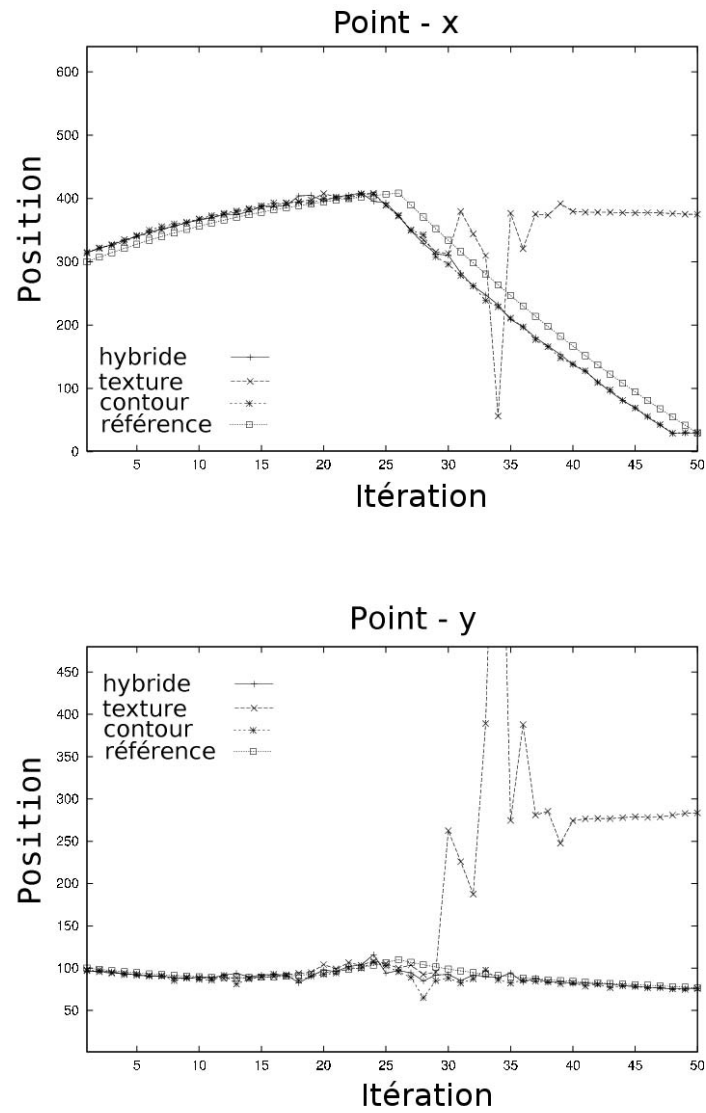 Point - x
600
500
400
300
200
100
0
Position
hybride
texture
contour
référence
5 10 15 20 25 30 35 40 45 50
Itération
Point - y
450
400
350
300
250
200
150
100
50
Position
hybride
texture
contour
référence
5 10 15 20 25 30 35 40 45 50
Itération